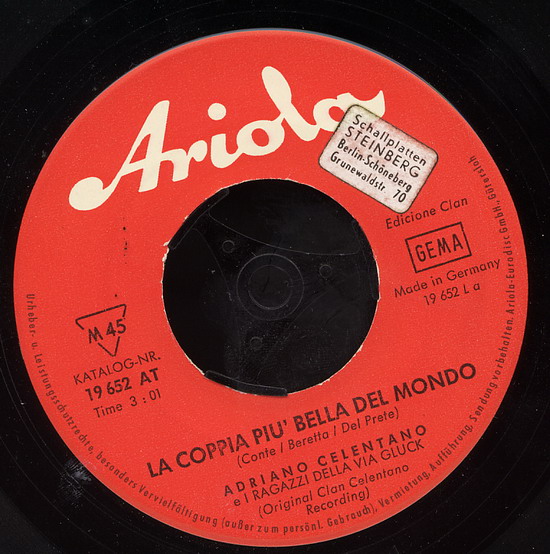 Ariola
Schallplatten
STEINBERG
Berlin-Schöneberg
Grunewaldstr. 70
Edicione Clan
GEMA
Made in Germany
19 652 L a
M 45
KATALOG-NR.
19 652 AT
Time 3 : 01
LA COPPIA PIU' BELLA DEL MONDO
(Conte / Beretta / Del Prete)
ADRIANO CELENTANO
e I RAGAZZI DELLA VIA GLUCK
(Original Clan Celentano
Recording)
Urheber- u. Leistungsschutzrechte, besonders Vervielfältigung (außer zum persönl. Gebrauch), Vermietung, Aufführung, Sendung vorbehalten. Ariola-Eurodisc GmbH., Gütersloh